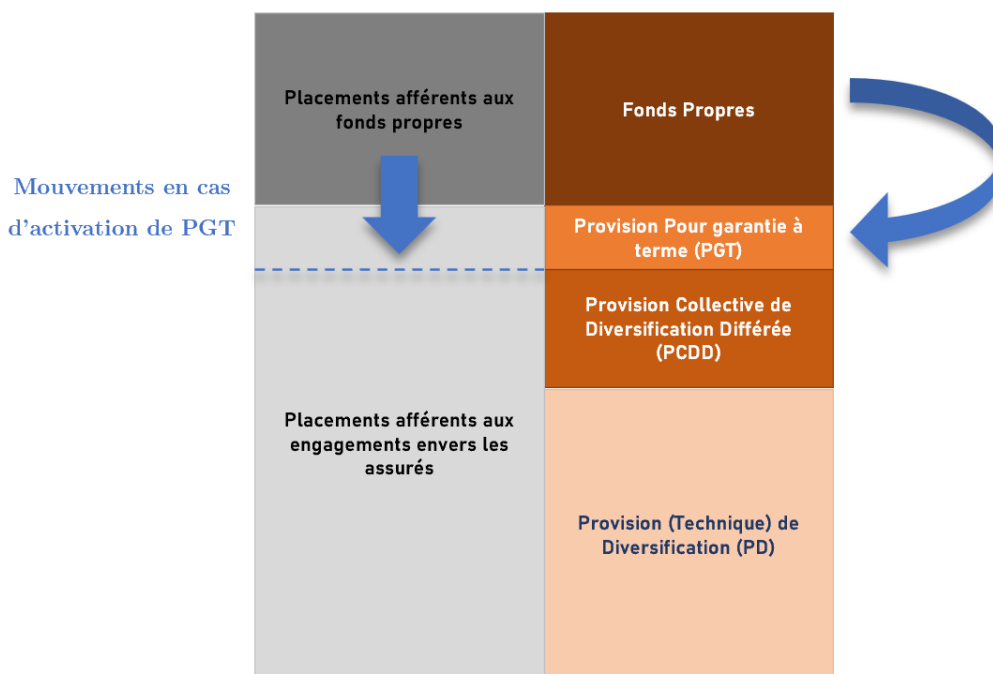 Placements afférents aux
fonds propres
Fonds Propres
Mouvements en cas
d'activation de PGT
Provision Pour garantie à
terme (PGT)
Provision Collective de
Diversification Différée
(PCDD)
Placements afférents aux
engagements envers les
assurés
Provision (Technique) de
Diversification (PD)